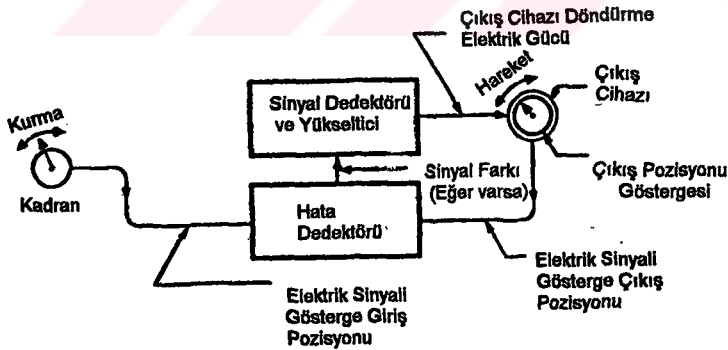 Çıkış Cihazı Döndürme
Elektrik Gücü
Hareket
Çıkış
Cihazı
Sinyal Dedektörü
ve Yükseltici
Kurma
Kadran
Sinyal Farkı
(Eğer varsa)
Çıkış Pozisyonu
Göstergesi
Hata
Dedektörü
Elektrik Sinyali
Gösterge Çıkış
Pozisyonu
Elektrik Sinyali
Gösterge Giriş
Pozisyonu